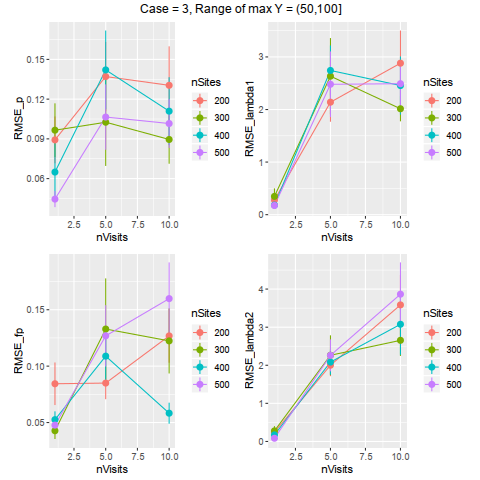 Case = 3, Range of max Y = (50,100]
RMSE_p
0.15
0.12
0.09
0.06
2.5 5.0 7.5 10.0
nVisits
nSites
200
300
400
500
RMSE_lambda1
3
2
1
0
2.5 5.0 7.5 10.0
nVisits
nSites
200
300
400
500
RMSE_fp
0.15
0.10
0.05
2.5 5.0 7.5 10.0
nVisits
nSites
200
300
400
500
RMSE_lambda2
4
3
2
1
0
2.5 5.0 7.5 10.0
nVisits
nSites
200
300
400
500